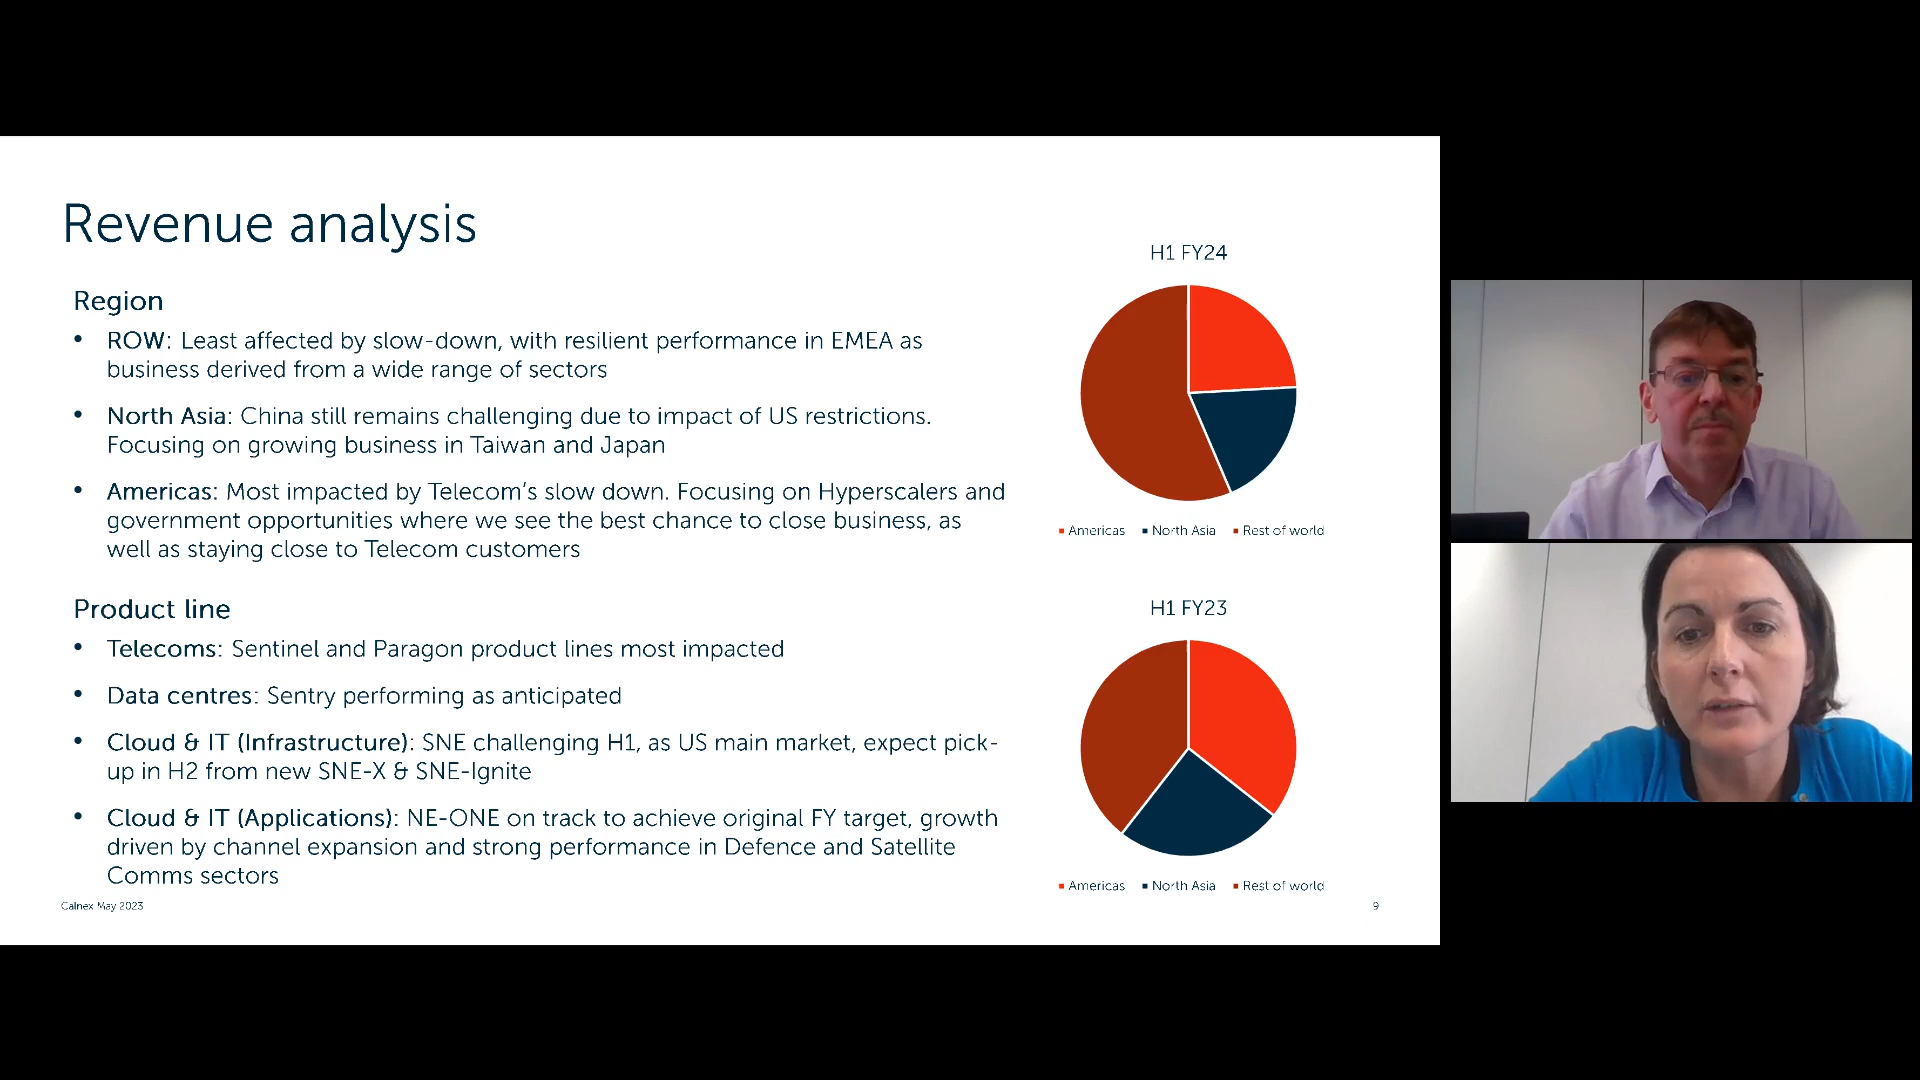 Revenue analysis
Region
• ROW: Least affected by slow-down, with resilient performance in EMEA as
business derived from a wide range of sectors
• North Asia: China still remains challenging due to impact of US restrictions.
Focusing on growing business in Taiwan and Japan
• Americas: Most impacted by Telecom's slow down. Focusing on Hyperscalers and
government opportunities where we see the best chance to close business, as
well as staying close to Telecom customers
Product line
• Telecoms: Sentinel and Paragon product lines most impacted
• Data centres: Sentry performing as anticipated
• Cloud & IT (Infrastructure): SNE challenging H1, as US main market, expect pick-
up in H2 from new SNE-X & SNE-Ignite
• Cloud & IT (Applications): NE-ONE on track to achieve original FY target, growth
driven by channel expansion and strong performance in Defence and Satellite
Comms sectors
H1 FY24
Americas North Asia Rest of world
H1 FY23
Americas North Asia Rest of world
Calnex May 2023
9